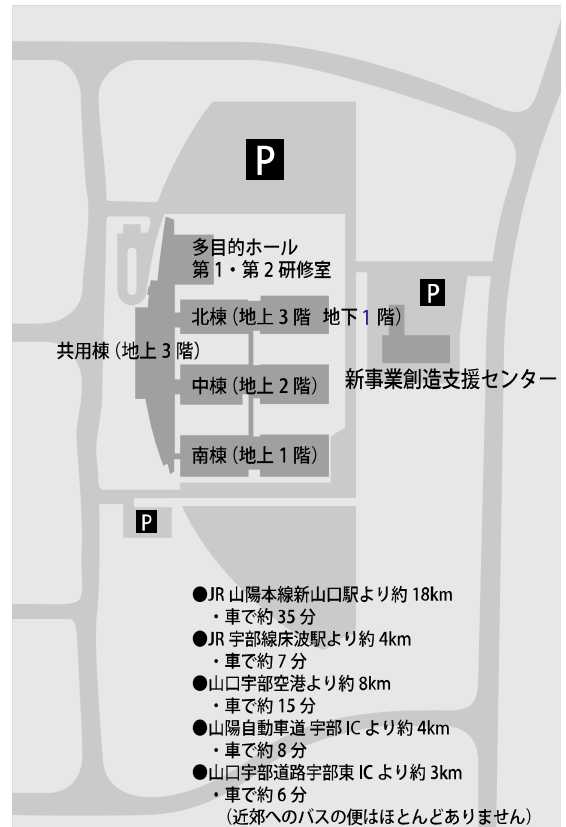 P
多目的ホール
第1・第2研修室
P
北棟（地上3階 地下1階）
共用棟（地上3階）
新事業創造支援センター
中棟（地上2階）
南棟（地上1階）
P
●JR 山陽本線新山口駅より約 18km
・車で約 35 分
●JR 宇部線床波駅より約 4km
・車で約 7 分
●山口宇部空港より約 8km
・車で約 15 分
●山陽自動車道 宇部 IC より約 4km
・車で約 8 分
●山口宇部道路宇部東 IC より約 3km
・車で約 6 分
（近郊へのバスの便はほとんどありません）